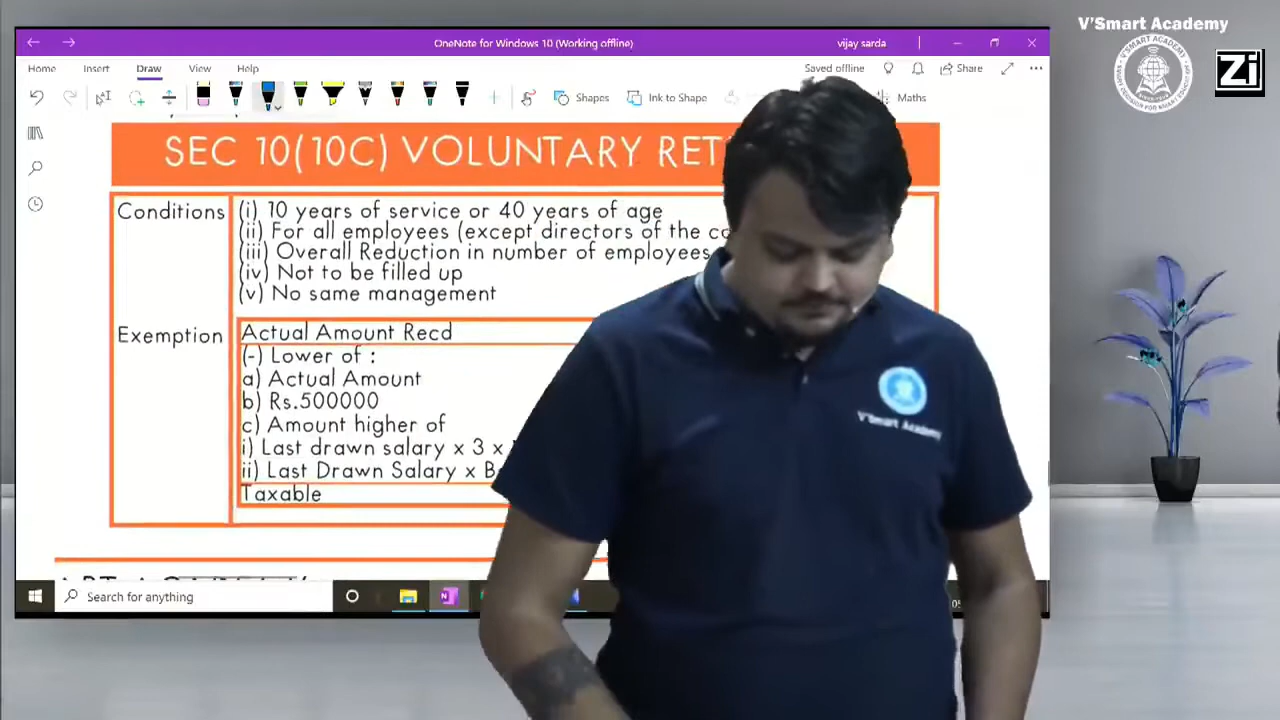 V'Smart Academy
OneNote for Windows 10 (Working offline)
vijay sarda
Home Insert Draw View Help
Saved offline
Share
Shapes
Ink to Shape
Maths
SEC 10(10C) VOLUNTARY
Conditions
(i) 10 years of service or 40 years of age
(ii) For all employees (except directors of the
(iii) Overall Reduction in number of employees
(iv) Not to be filled up
(v) No same management
Exemption
Actual Amount Recd
(-) Lower of :
a) Actual Amount
b) Rs.500000
c) Amount higher of
i) Last drawn salary x 3 x
ii) Last Drawn Salary x
Taxable
Search for anything
V'Smart Academy
Zi